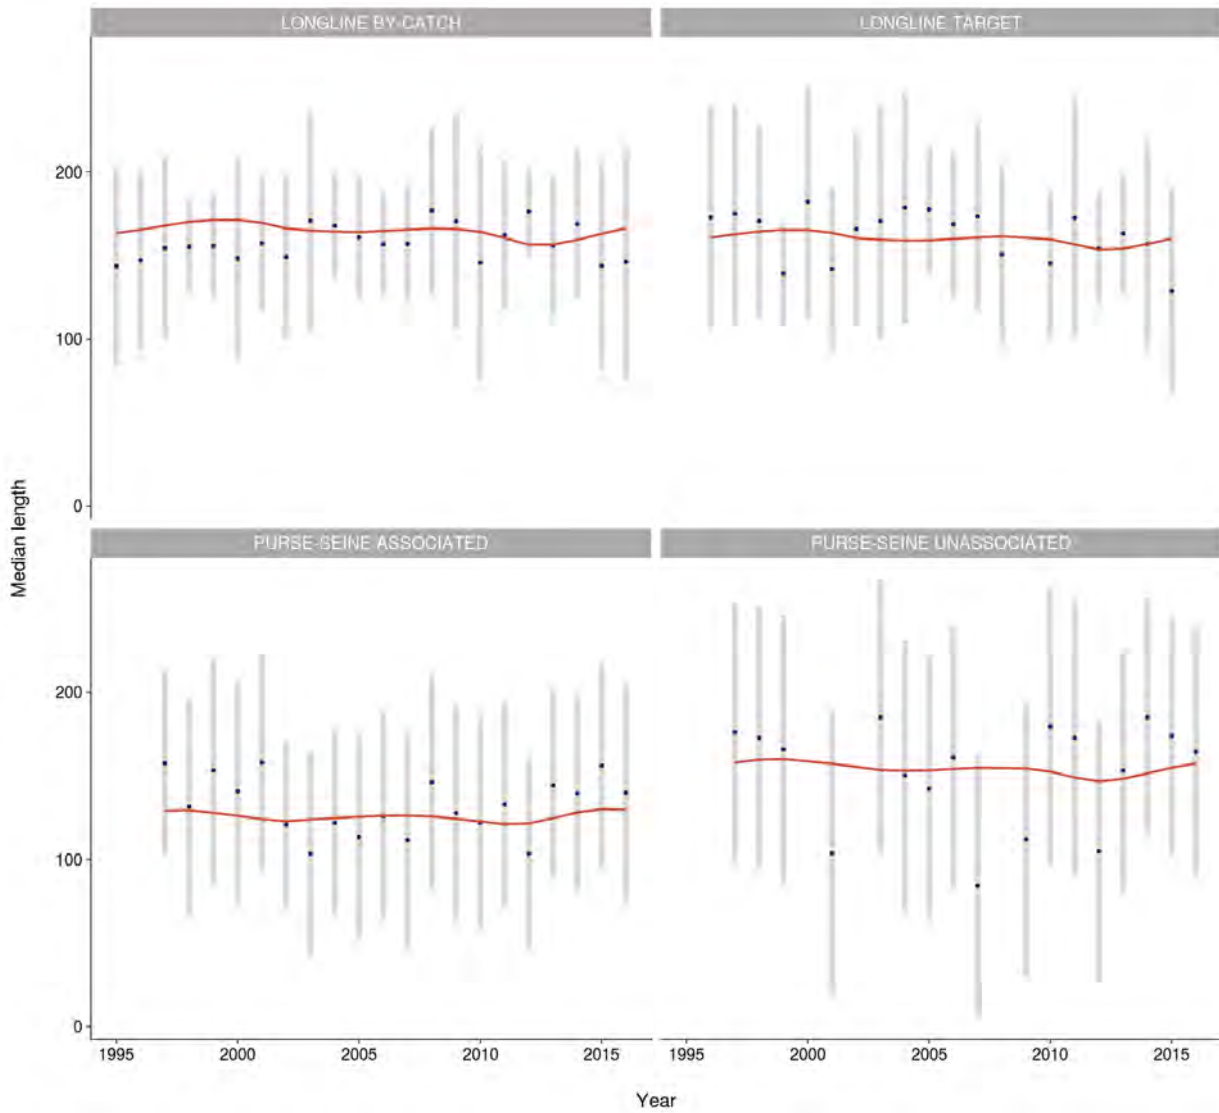 LONGLINE BY-CATCH
LONGLINE TARGET
200
100
0
PURSE-SEINE ASSOCIATED
PURSE-SEINE UNASSOCIATED
200
100
0
Median length
1995 2000 2005 2010 2015
1995 2000 2005 2010 2015
Year